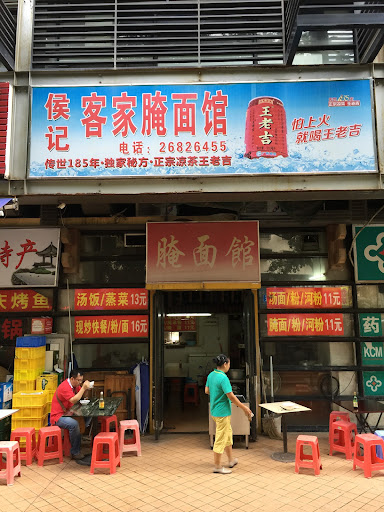 侯记
客家腌面馆
电话：26826455
传世185年·独家秘方·正宗凉茶王老吉
王老吉
怕上火
就喝王老吉
腌面館
特产
烤鱼
锅
汤饭/蒸菜13元
现炒快餐/粉/面16元
汤面/粉/河粉11元
腌面/粉/河粉11元
药
KCM